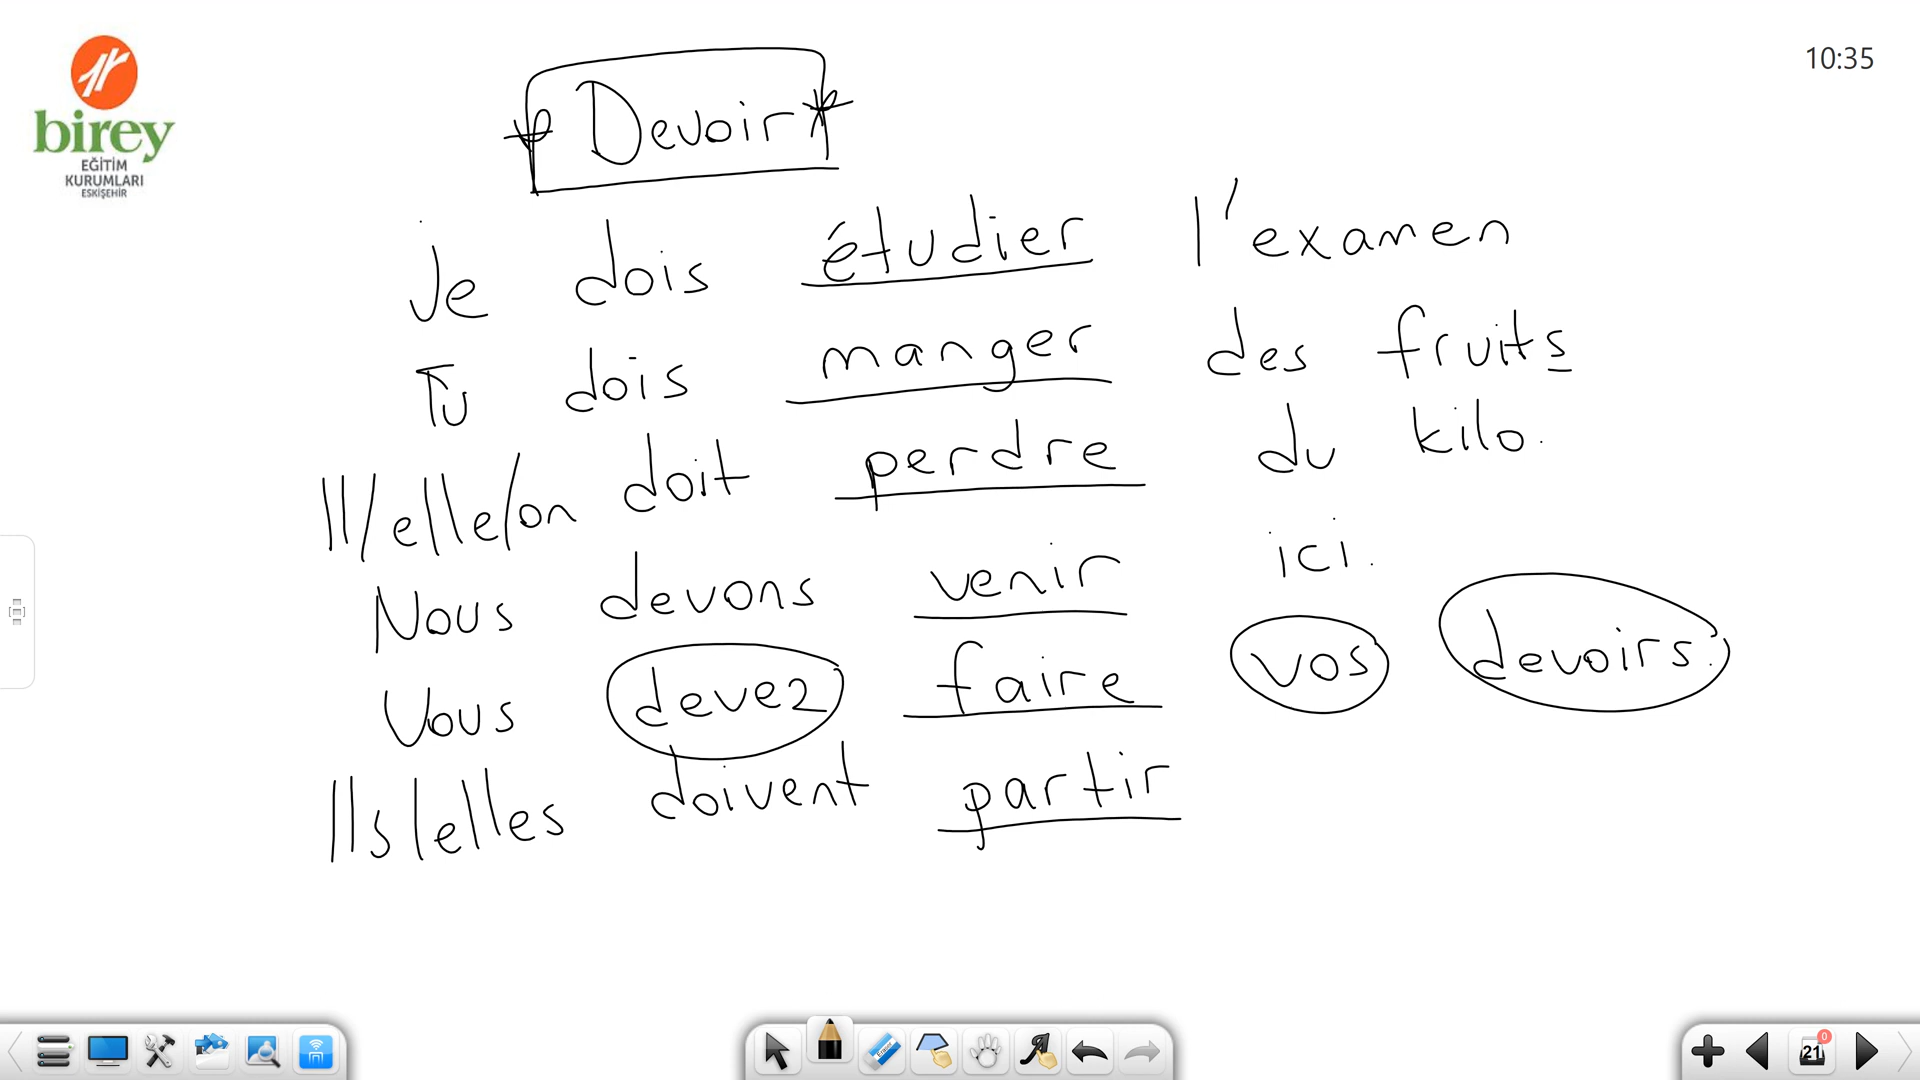 birey
EĞİTİM
KURUMLARI
ESKİŞEHİR
10:35
* Devoir *
Je dois étudier l'examen
Tu dois manger des fruits
Il/elle/on doit perdre du kilo.
Nous devons venir ici.
Vous devez faire vos devoirs.
Ils/elles doivent partir
21
0